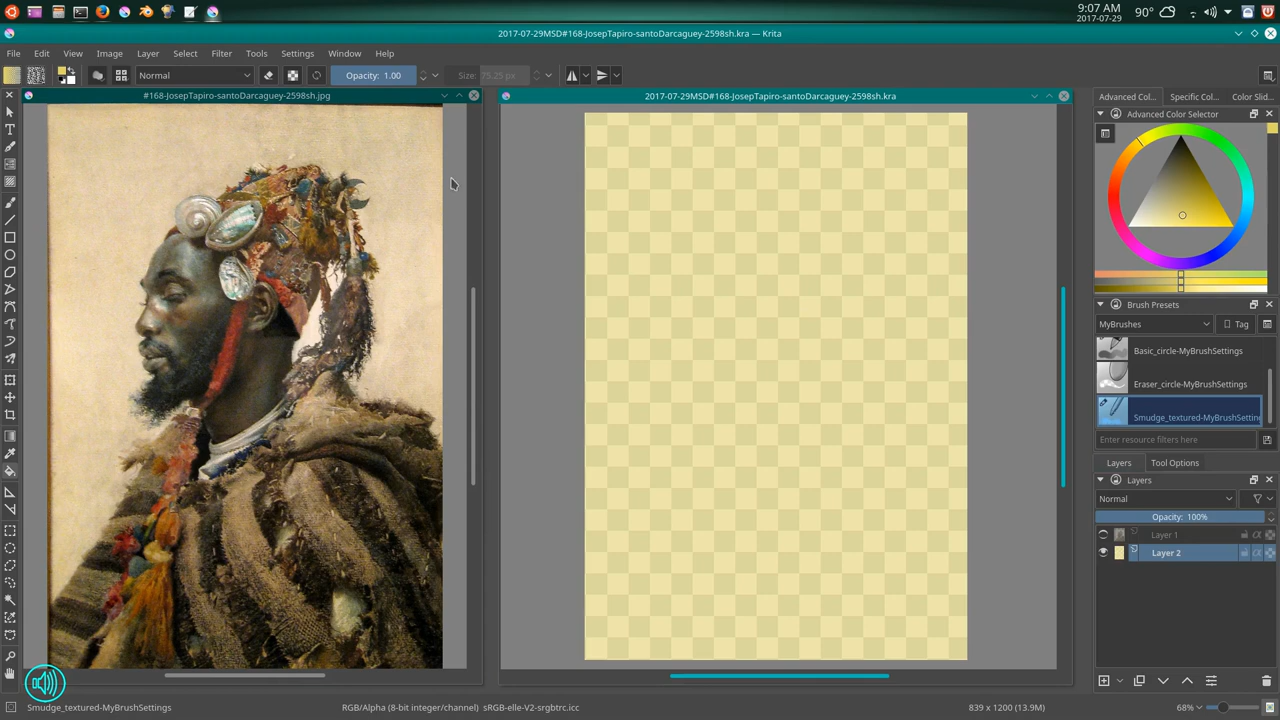 9:07 AM
2017-07-29
90°
2017-07-29MSD#168-JosepTapiro-santoDarcaguey-2598sh.kra — Krita
File Edit View Image Layer Select Filter Tools Settings Window Help
Normal
Opacity: 1.00
Size: 75.25 px
#168-JosepTapiro-santoDarcaguey-2598sh.jpg
2017-07-29MSD#168-JosepTapiro-santoDarcaguey-2598sh.kra
Advanced Col... Specific Col... Color Slid...
Advanced Color Selector
Brush Presets
MyBrushes
Tag
Basic_circle-MyBrushSettings
Eraser_circle-MyBrushSettings
Smudge_textured-MyBrushSetting
Enter resource filters here
Layers Tool Options
Layers
Normal
Opacity: 100%
Layer 1
Layer 2
Smudge_textured-MyBrushSettings
RGB/Alpha (8-bit integer/channel) sRGB-elle-V2-srgbtrc.icc
839 x 1200 (13.9M)
68%